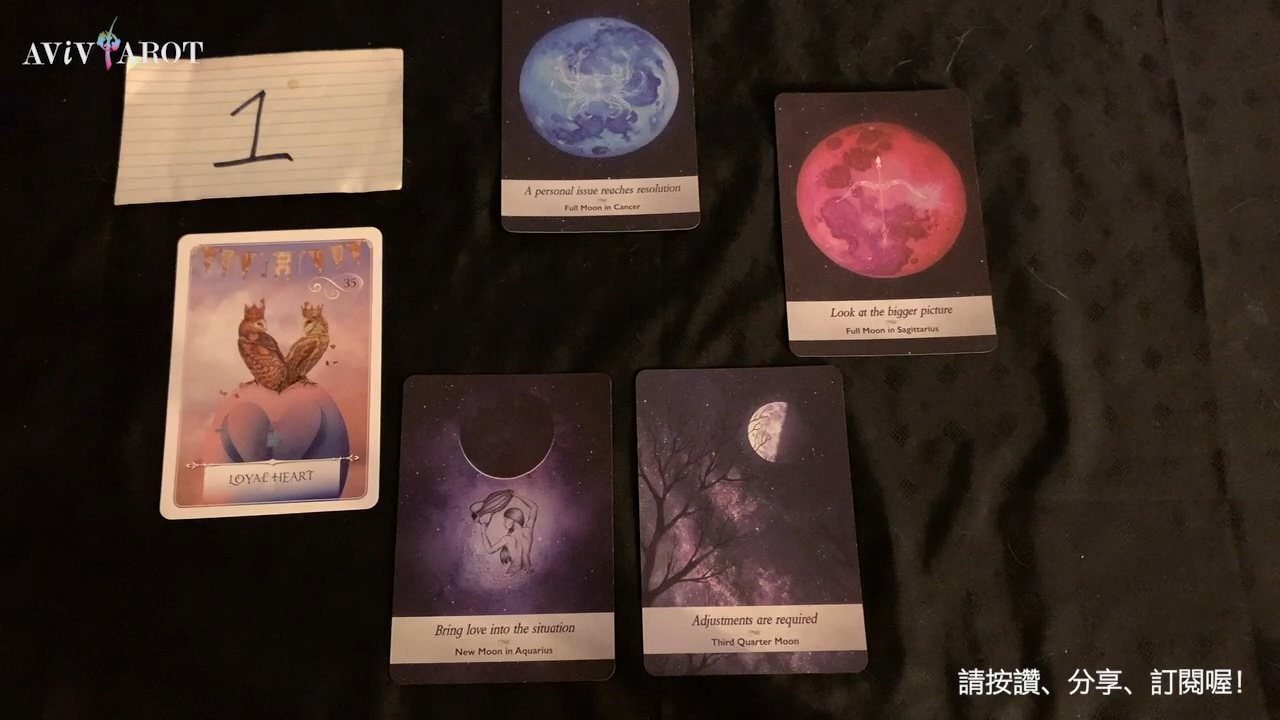 AViVTAROT
1
A personal issue reaches resolution
Full Moon in Cancer
Look at the bigger picture
Full Moon in Sagittarius
35
LOYAL HEART
Bring love into the situation
New Moon in Aquarius
Adjustments are required
Third Quarter Moon
請按讚、分享、訂閱喔!